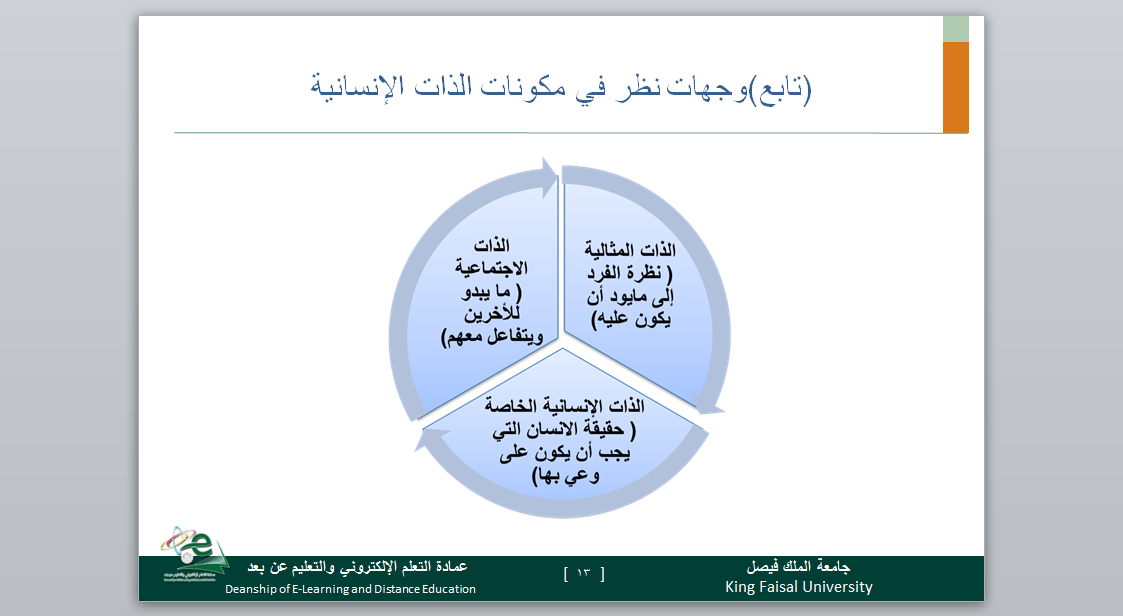 (تابع)وجهات نظر في مكونات الذات الإنسانية
الذات المثالية
( نظرة الفرد
إلى مايود أن
يكون عليه)
الذات الإنسانية الخاصة
( حقيقة الانسان التي
يجب أن يكون على
وعي بها)
الذات
الاجتماعية
( ما يبدو
للأخرين
ويتفاعل معهم)
جامعة الملك فيصل
King Faisal University
[ ١٣ ]
عمادة التعلم الإلكتروني والتعليم عن بعد
Deanship of E-Learning and Distance Education
e